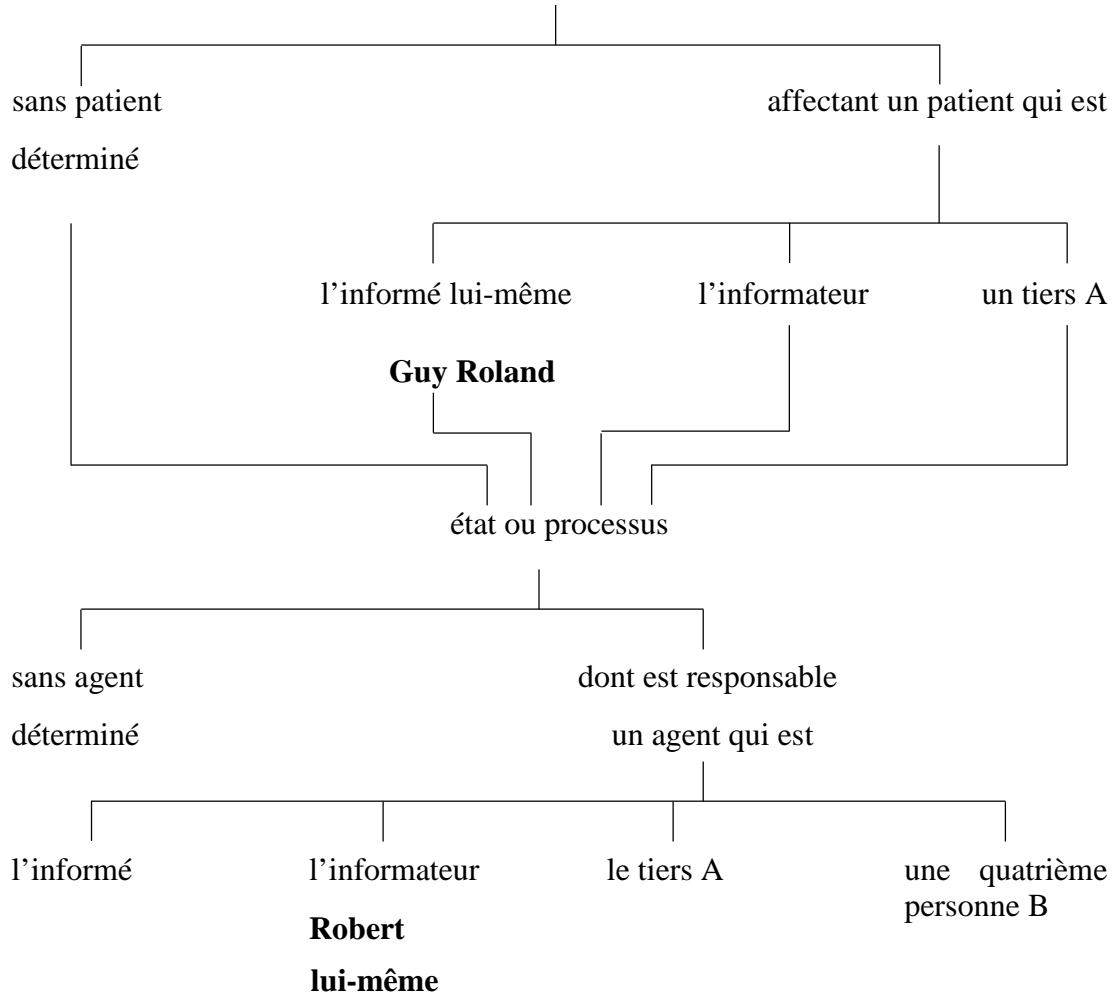 sans patient
déterminé
affectant un patient qui est
l’informé lui-même
l’informateur
un tiers A
Guy Roland
état ou processus
sans agent
déterminé
dont est responsable
un agent qui est
l’informé
l’informateur
Robert
lui-même
le tiers A
une quatrième
personne B